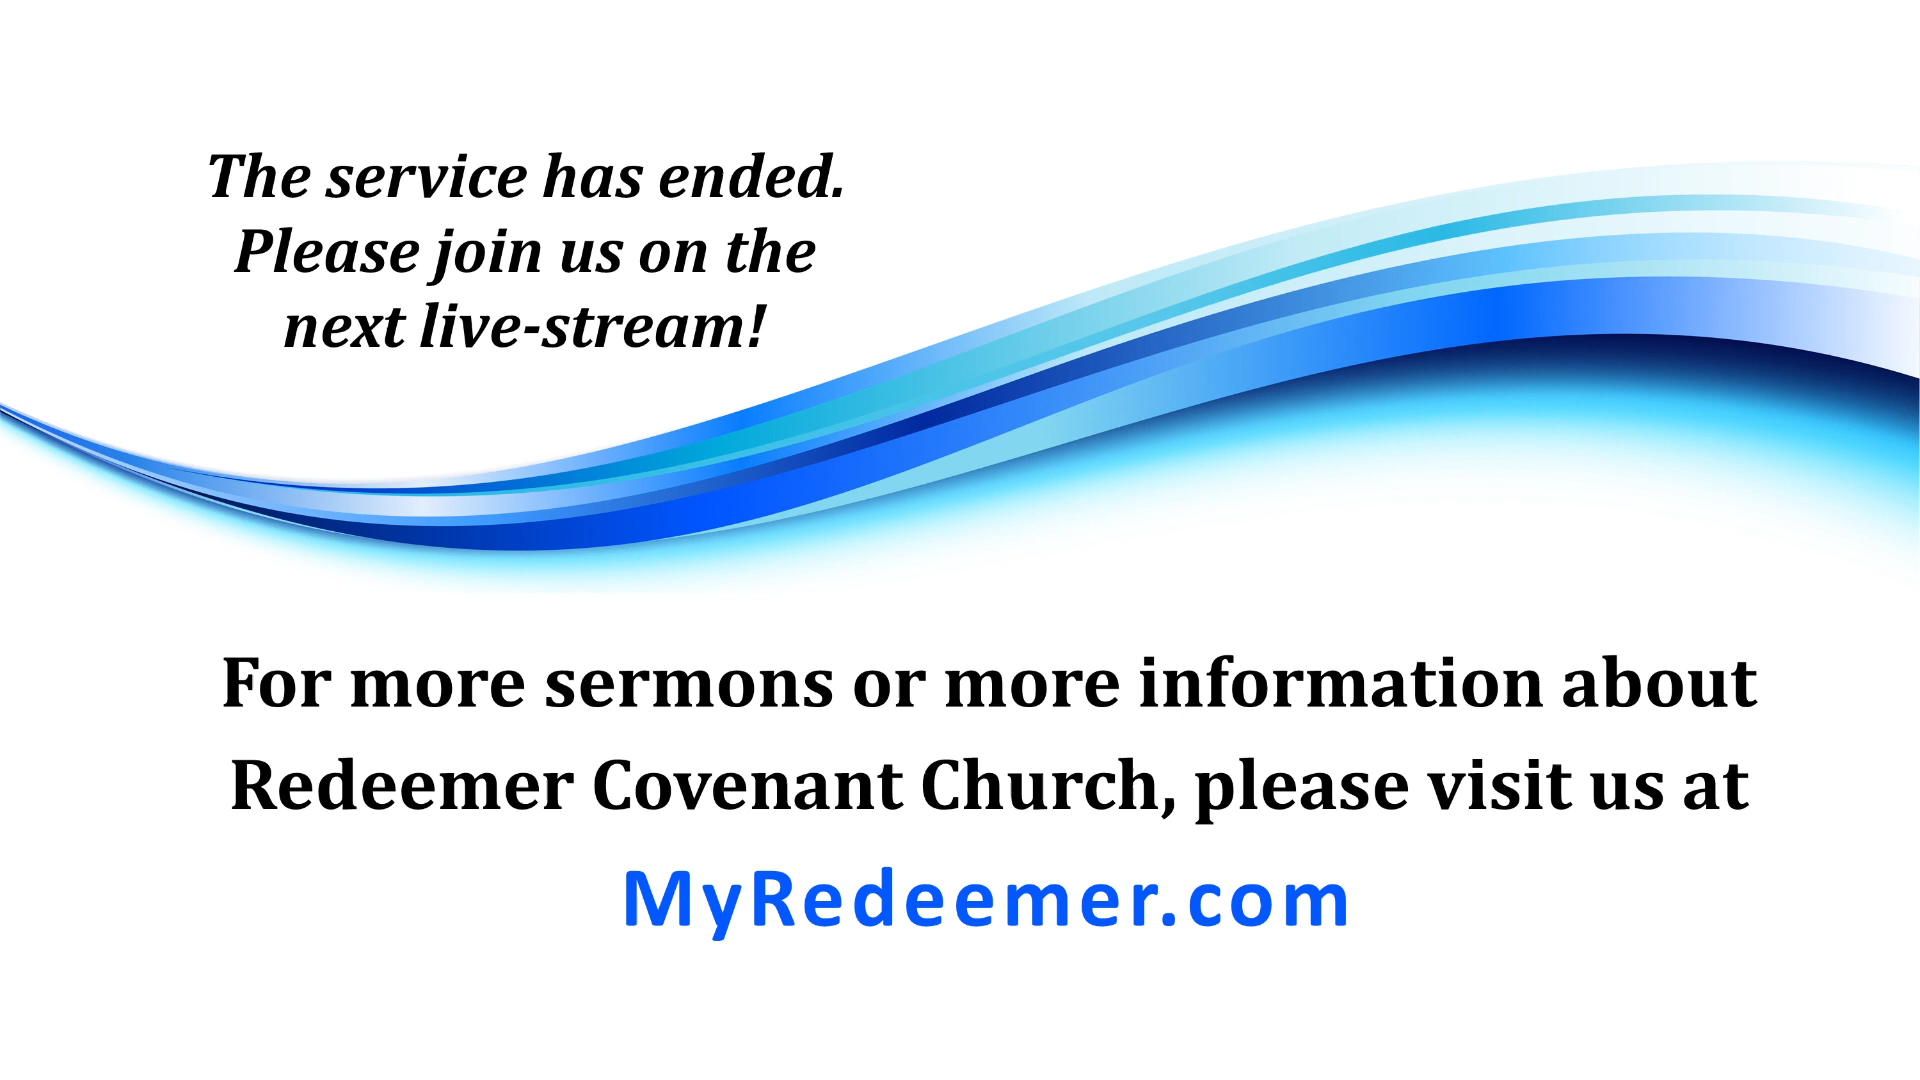 The service has ended.
Please join us on the
next live-stream!
For more sermons or more information about
Redeemer Covenant Church, please visit us at
MyRedeemer.com